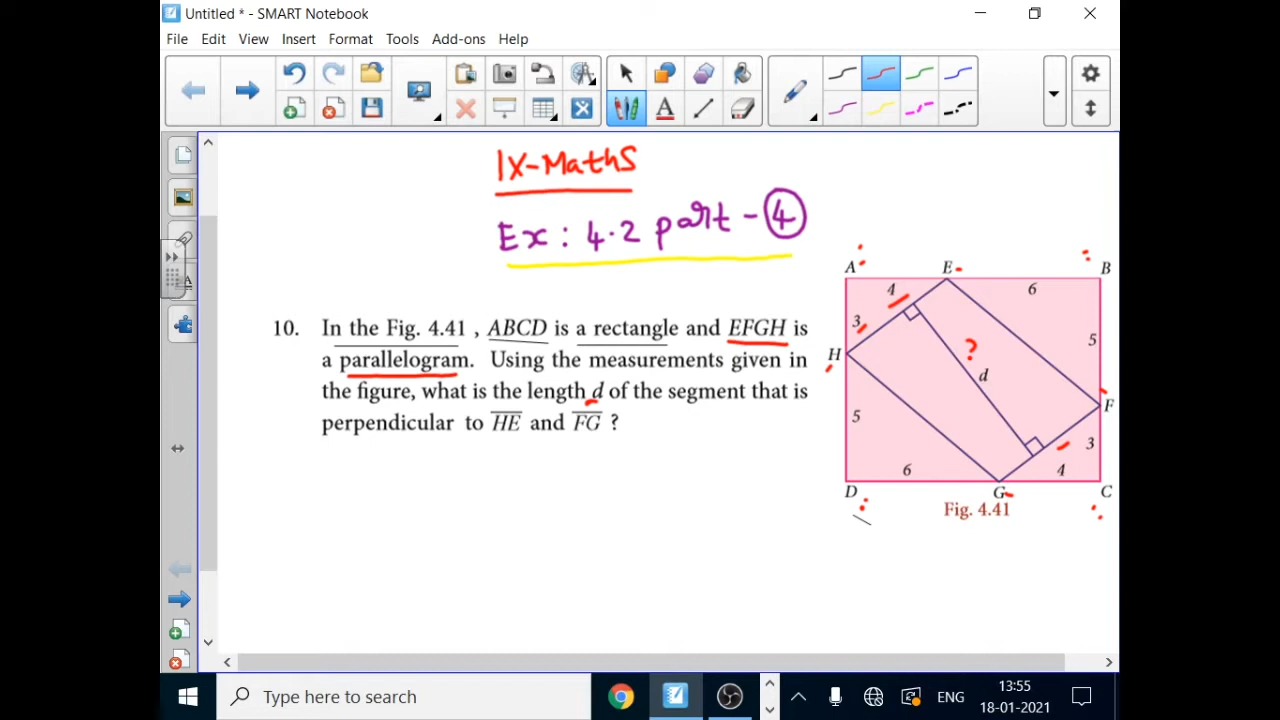 Untitled * - SMART Notebook
File Edit View Insert Format Tools Add-ons Help
IX-Maths
Ex : 4.2 part - 4
10. In the Fig. 4.41 , ABCD is a rectangle and EFGH is
a parallelogram. Using the measurements given in
the figure, what is the length d of the segment that is
perpendicular to HE and FG ?
A E B
4 6
3 ? 5
H d
F
5 3
6 4
D G C
Fig. 4.41
Type here to search
ENG
13:55
18-01-2021